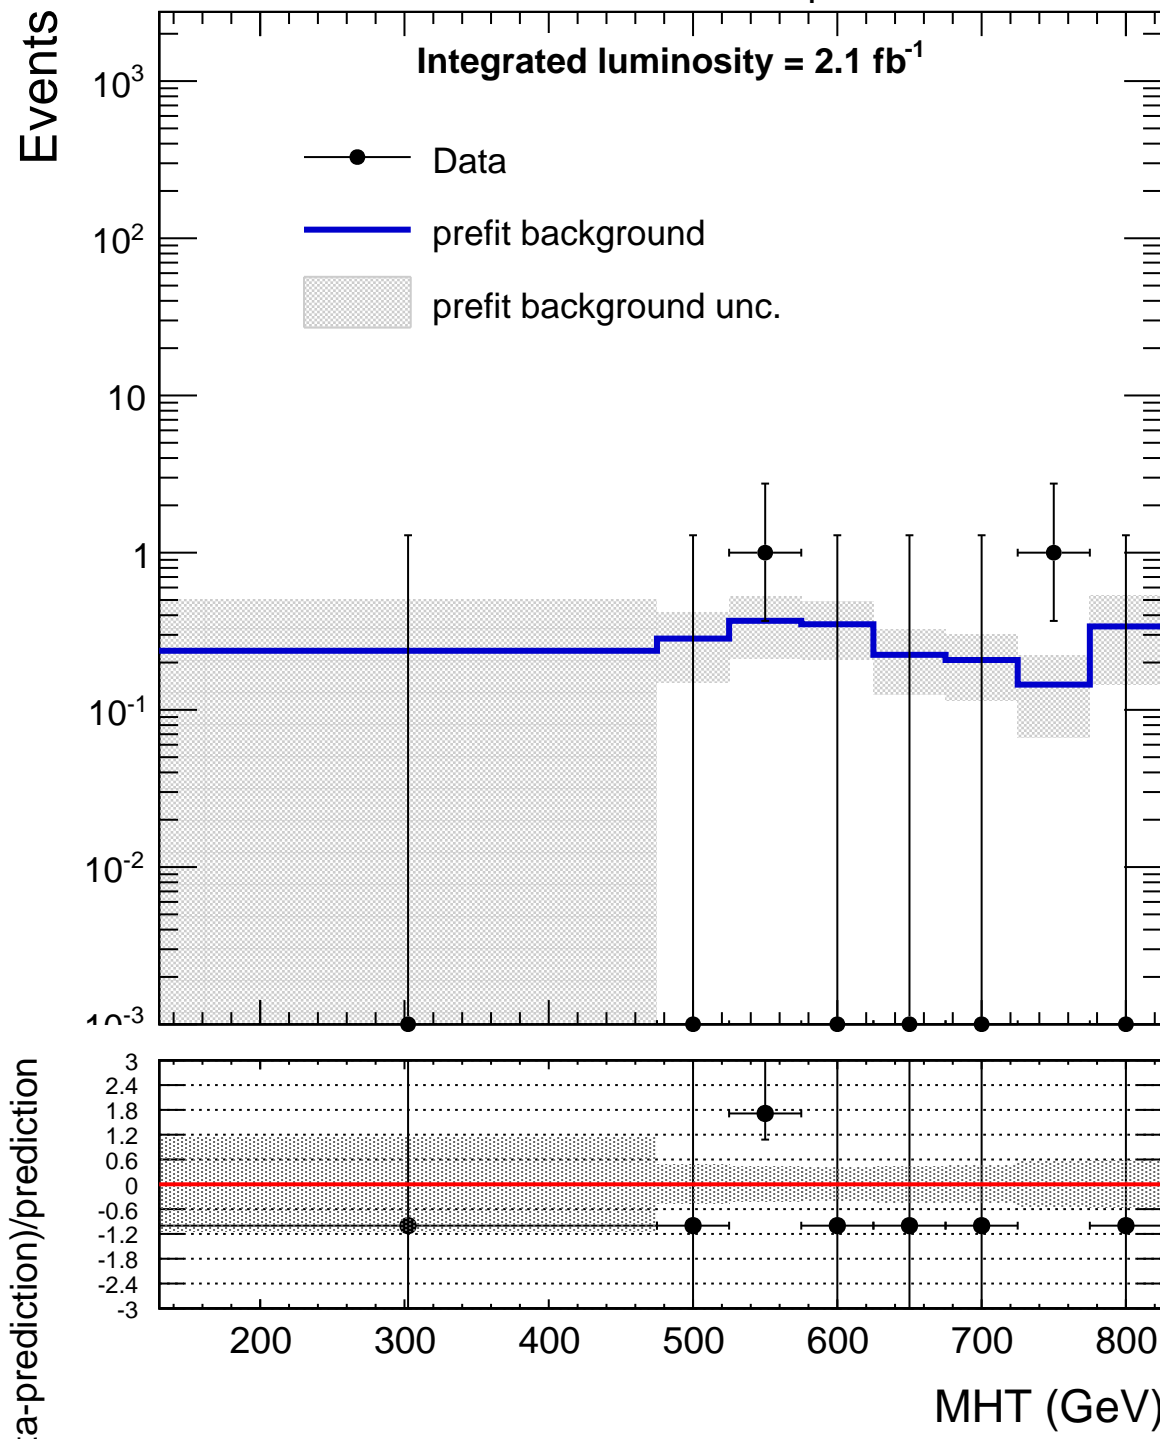 Events
Integrated luminosity = 2.1 fb⁻¹
Data
prefit background
prefit background unc.
10³
10²
10
1
10⁻¹
10⁻²
10⁻³
3
2.4
1.8
1.2
0.6
0
-0.6
-1.2
-1.8
-2.4
-3
ta-prediction)/prediction
200 300 400 500 600 700 800
MHT (GeV)